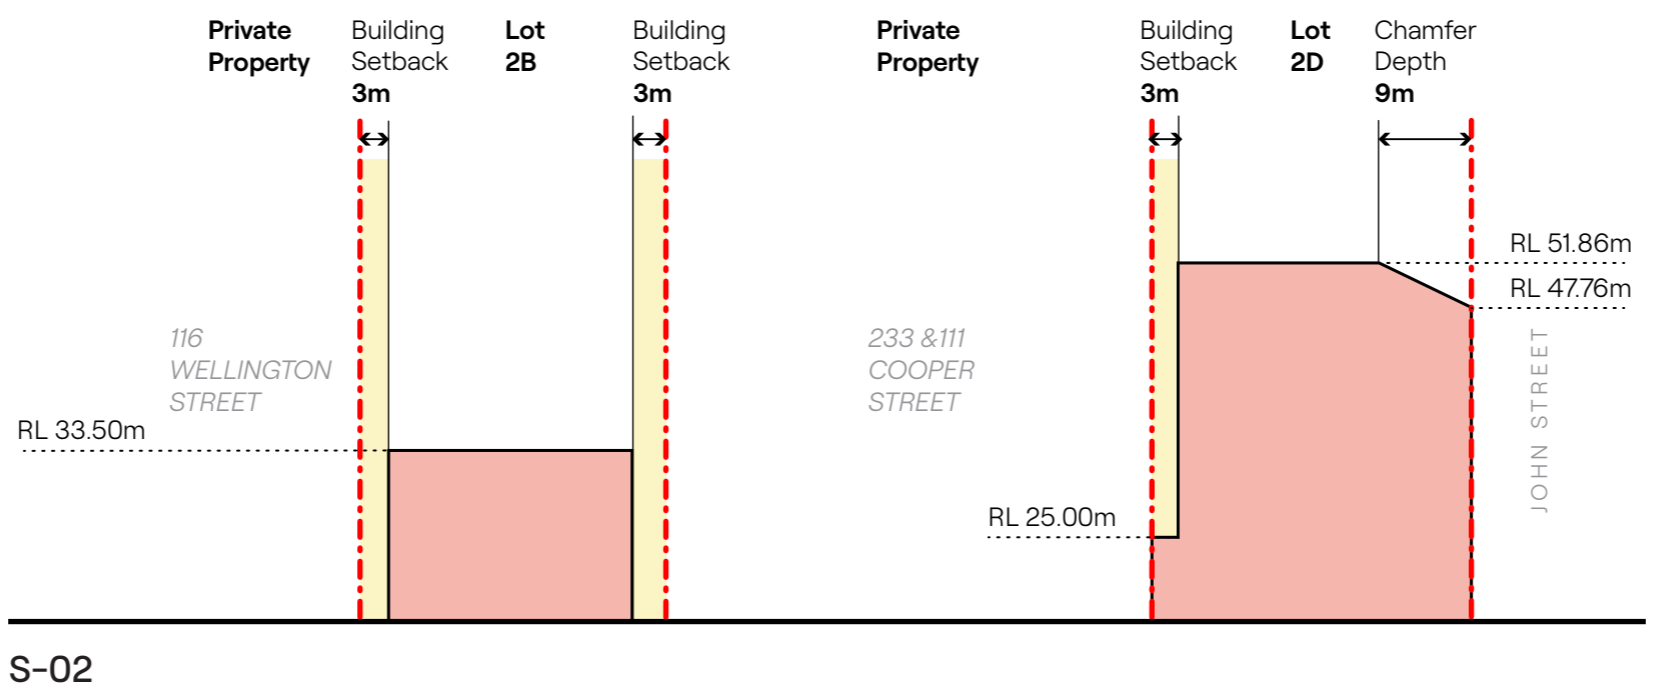 Private
Property
Building
Setback
3m
Lot
2B
Building
Setback
3m
Private
Property
Building
Setback
3m
Lot
2D
Chamfer
Depth
9m
RL 51.86m
RL 47.76m
116
WELLINGTON
STREET
233 &111
COOPER
STREET
JOHN STREET
RL 33.50m
RL 25.00m
S-02